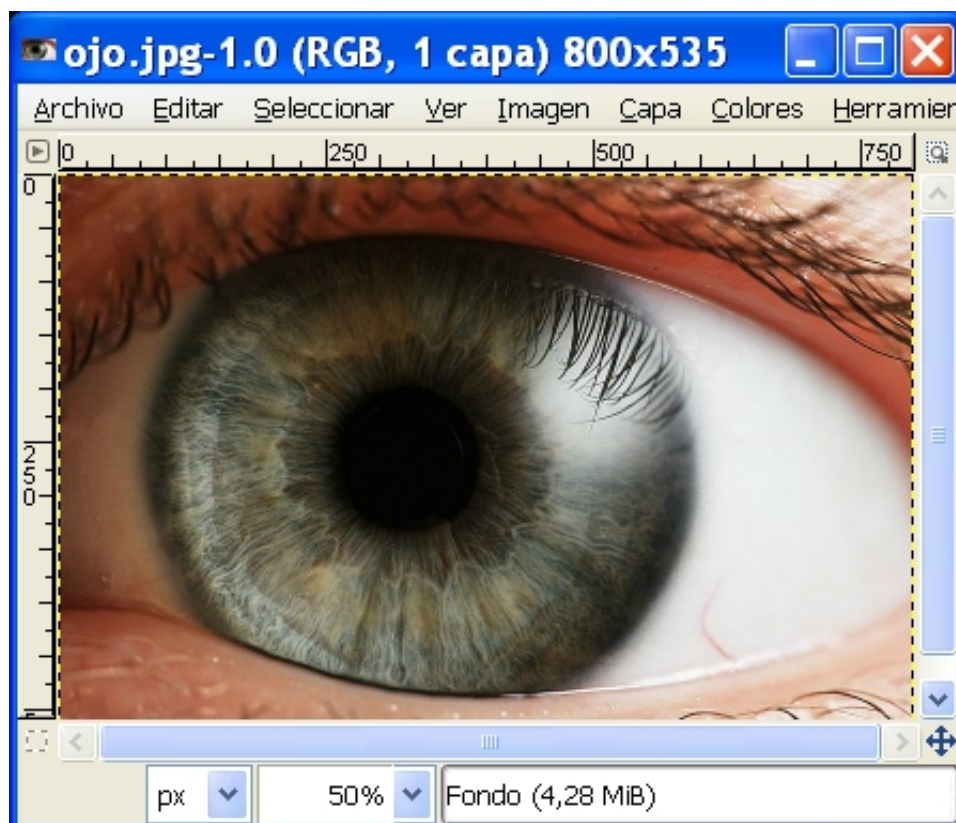 ojo.jpg-1.0 (RGB, 1 capa) 800x535
Archivo Editar Seleccionar Ver Imagen Capa Colores Herramien
0 250 500 750
0
250
5
px 50% Fondo (4,28 MiB)